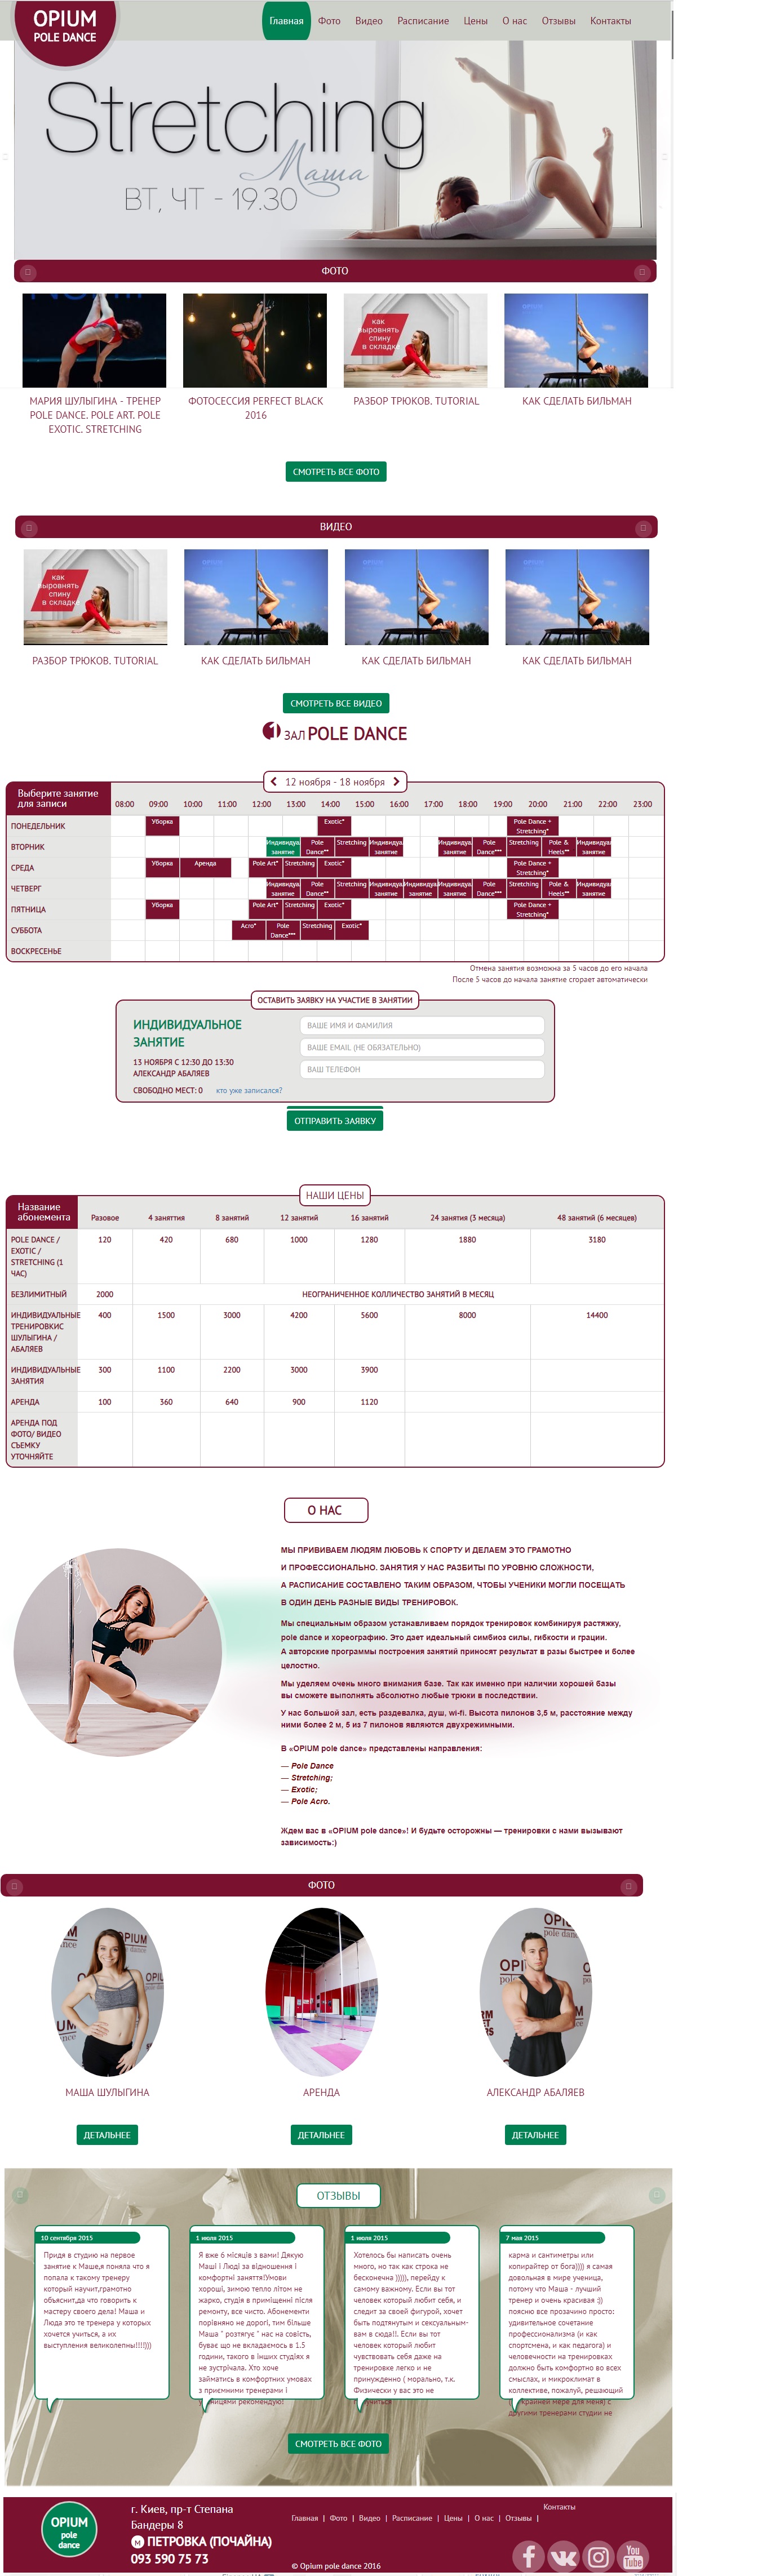 OPIUM
POLE DANCE
Главная Фото Видео Расписание Цены О нас Отзывы Контакты
Stretching
Маша
ВТ, ЧТ - 19.30
ФОТО
как
выровнять
спину
в складке
МАРИЯ ШУЛЫГИНА - ТРЕНЕР
POLE DANCE. POLE ART. POLE
EXOTIC. STRETCHING
ФОТОСЕССИЯ PERFECT BLACK
2016
РАЗБОР ТРЮКОВ. TUTORIAL
КАК СДЕЛАТЬ БИЛЬМАН
СМОТРЕТЬ ВСЕ ФОТО
ВИДЕО
как
выровнять
спину
в складке
РАЗБОР ТРЮКОВ. TUTORIAL
КАК СДЕЛАТЬ БИЛЬМАН
КАК СДЕЛАТЬ БИЛЬМАН
КАК СДЕЛАТЬ БИЛЬМАН
СМОТРЕТЬ ВСЕ ВИДЕО
1 ЗАЛ POLE DANCE
12 ноября - 18 ноября
Выберите занятие
для записи
08:00 09:00 10:00 11:00 12:00 13:00 14:00 15:00 16:00 17:00 18:00 19:00 20:00 21:00 22:00 23:00
ПОНЕДЕЛЬНИК Уборка Exotic* Pole Dance +
Stretching*
ВТОРНИК Индивидуа Pole Stretching Индивидуа Индивидуа Pole Stretching Pole & Индивидуа
занятие Dance** занятие занятие Dance*** Heels** занятие
СРЕДА Уборка Аренда Pole Art* Stretching Exotic* Pole Dance +
Stretching*
ЧЕТВЕРГ Индивидуа Pole Stretching Индивидуа Индивидуа Индивидуа Pole Stretching Pole & Индивидуа
занятие Dance** занятие занятие занятие Dance*** Heels** занятие
ПЯТНИЦА Уборка Pole Art* Stretching Exotic* Pole Dance +
Stretching*
СУББОТА Acro* Pole Stretching Exotic*
Dance***
ВОСКРЕСЕНЬЕ
Отмена занятия возможна за 5 часов до его начала
После 5 часов до начала занятие сгорает автоматически
ОСТАВИТЬ ЗАЯВКУ НА УЧАСТИЕ В ЗАНЯТИИ
ИНДИВИДУАЛЬНОЕ
ЗАНЯТИЕ
13 НОЯБРЯ С 12:30 ДО 13:30
АЛЕКСАНДР АБАЛЯЕВ
СВОБОДНО МЕСТ: 0 кто уже записался?
ВАШЕ ИМЯ И ФАМИЛИЯ
ВАШЕ EMAIL (НЕ ОБЯЗАТЕЛЬНО)
ВАШ ТЕЛЕФОН
ОТПРАВИТЬ ЗАЯВКУ
НАШИ ЦЕНЫ
Название
абонемента
Разовое 4 заняттия 8 занятий 12 занятий 16 занятий 24 занятия (3 месяца) 48 занятий (6 месяцев)
POLE DANCE / 120 420 680 1000 1280 1880 3180
EXOTIC /
STRETCHING (1
ЧАС)
БЕЗЛИМИТНЫЙ 2000 НЕОГРАНИЧЕННОЕ КОЛЛИЧЕСТВО ЗАНЯТИЙ В МЕСЯЦ
ИНДИВИДУАЛЬНЫЕ 400 1500 3000 4200 5600 8000 14400
ТРЕНИРОВКИС
ШУЛЫГИНА /
АБАЛЯЕВ
ИНДИВИДУАЛЬНЫЕ 300 1100 2200 3000 3900
ЗАНЯТИЯ
АРЕНДА 100 360 640 900 1120
АРЕНДА ПОД
ФОТО/ ВИДЕО
СЪЕМКУ
УТОЧНЯЙТЕ
О НАС
МЫ ПРИВИВАЕМ ЛЮДЯМ ЛЮБОВЬ К СПОРТУ И ДЕЛАЕМ ЭТО ГРАМОТНО
И ПРОФЕССИОНАЛЬНО. ЗАНЯТИЯ У НАС РАЗБИТЫ ПО УРОВНЮ СЛОЖНОСТИ,
А РАСПИСАНИЕ СОСТАВЛЕНО ТАКИМ ОБРАЗОМ, ЧТОБЫ УЧЕНИКИ МОГЛИ ПОСЕЩАТЬ
В ОДИН ДЕНЬ РАЗНЫЕ ВИДЫ ТРЕНИРОВОК.
Мы специальным образом устанавливаем порядок тренировок комбинируя растяжку,
pole dance и хореографию. Это дает идеальный симбиоз силы, гибкости и грации.
А авторские программы построения занятий приносят результат в разы быстрее и более
целостно.
Мы уделяем очень много внимания базе. Так как именно при наличии хорошей базы
вы сможете выполнять абсолютно любые трюки в последствии.
У нас большой зал, есть раздевалка, душ, wi-fi. Высота пилонов 3,5 м, расстояние между
ними более 2 м, 5 из 7 пилонов являются двухрежимными.
В «OPIUM pole dance» представлены направления:
— Pole Dance
— Stretching;
— Exotic;
— Pole Acro.
Ждем вас в «OPIUM pole dance»! И будьте осторожны — тренировки с нами вызывают
зависимость:)
ФОТО
МАША ШУЛЫГИНА
АРЕНДА
АЛЕКСАНДР АБАЛЯЕВ
ДЕТАЛЬНЕЕ
ДЕТАЛЬНЕЕ
ДЕТАЛЬНЕЕ
ОТЗЫВЫ
10 сентября 2015
Придя в студию на первое
занятие к Маше,я поняла что я
попала к такому тренеру
который научит,грамотно
объяснит,да что говорить к
мастеру своего дела! Маша и
Люда это те тренера у которых
хочется учиться, а их
выступления великолепны!!!!)))
1 июля 2015
Я вже 6 місяців з вами! Дякую
Маші і Люді за відношення і
комфортні заняття!Умови
хороші, зимою тепло літом не
жарко, студія в приміщенні після
ремонту, все чисто. Абонементи
порівняно не дорогі, тим більше
Маша " розтягує " нас на совість,
буває що не вкладаємось в 1.5
години, такого в інших студіях я
не зустрічала. Хто хоче
займатись в комфортних умовах
з приємними тренерами і
ученицями рекомендую!
1 июля 2015
Хотелось бы написать очень
много, но так как строка не
бесконечна ))))), перейду к
самому важному. Если вы тот
человек который любит себя, и
следит за своей фигурой, хочет
быть подтянутым и сексуальным-
вам в сюда!!. Если вы тот
человек который любит
чувствовать себя даже на
тренировке легко и не
принужденно ( морально, т.к.
Физически у вас это не
7 мая 2015
карма и сантиметры или
копирайтер от бога)))) я самая
довольная в мире ученица,
потому что Маша - лучший
тренер и очень красивая :))
поясню все прозачино просто:
удивительное сочетание
профессионализма (и как
спортсмена, и как педагога) и
человечности на тренировках
должно быть комфортно во всех
смыслах, и микроклимат в
коллективе, пожалуй, решающий
крайней мере для меня) с
другими тренерами студии не
СМОТРЕТЬ ВСЕ ФОТО
OPIUM
pole
dance
г. Киев, пр-т Степана
Бандеры 8
М ПЕТРОВКА (ПОЧАЙНА)
093 590 75 73
Главная | Фото | Видео | Расписание | Цены | О нас | Отзывы |
Контакты
© Opium pole dance 2016
You
Tube